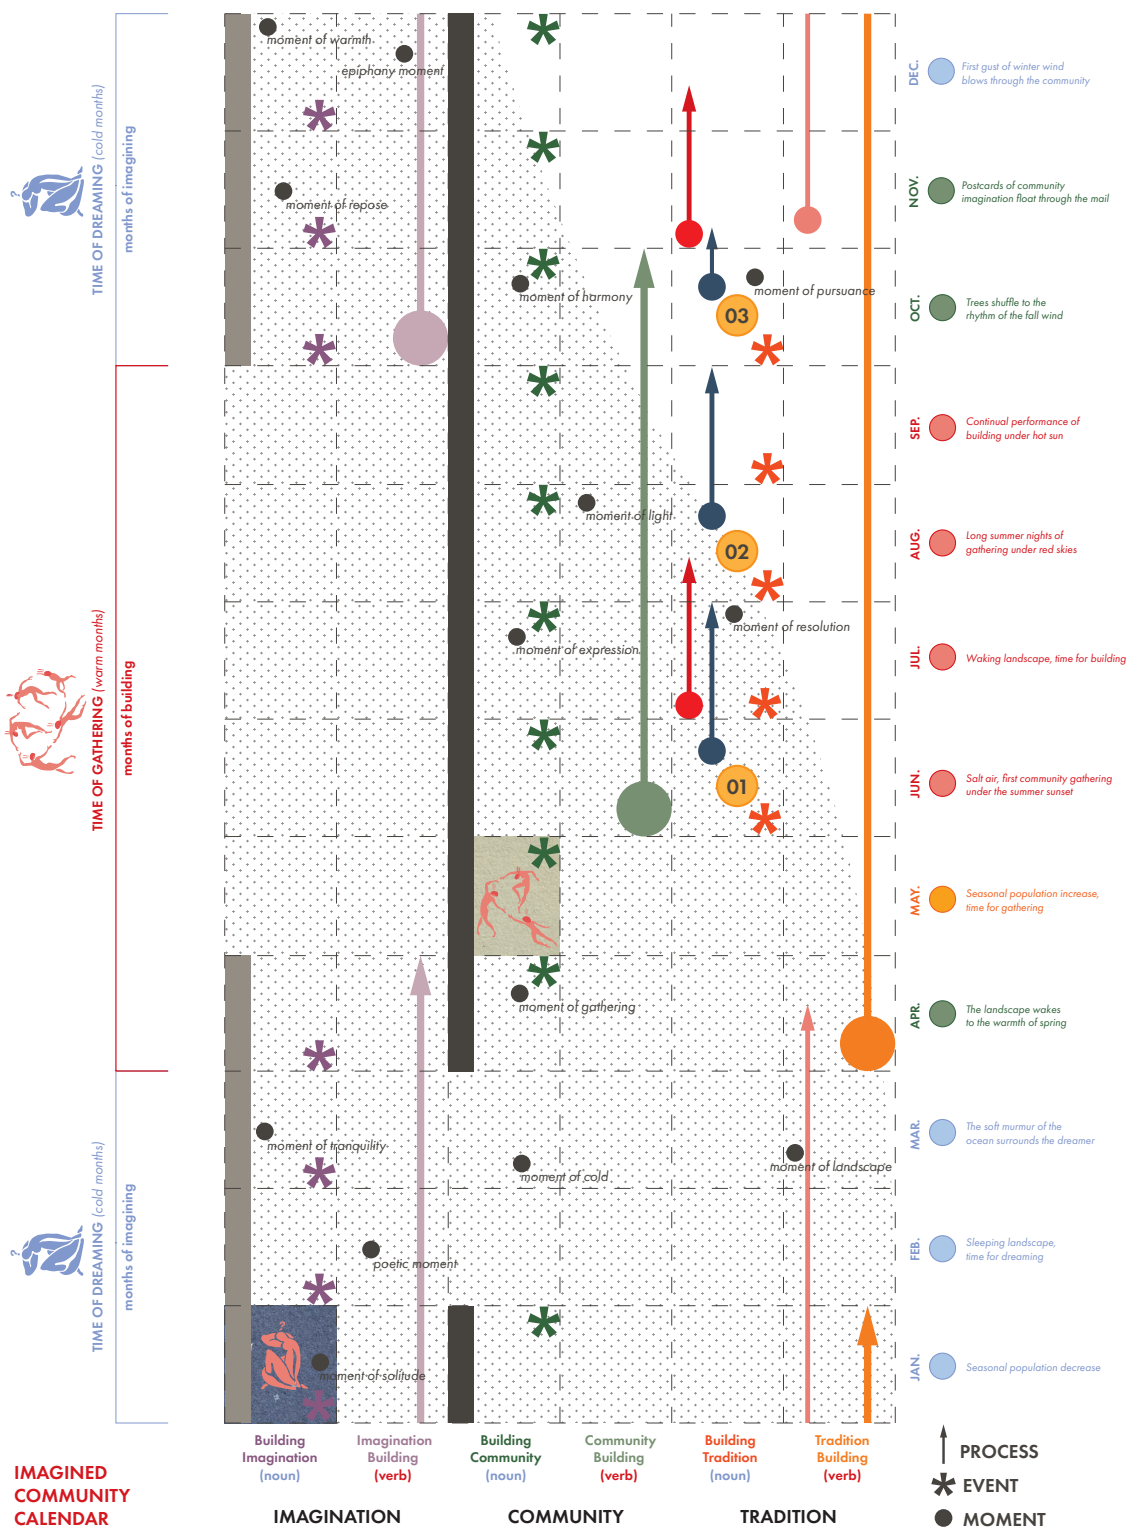 moment of warmth
epiphany moment
moment of repose
moment of harmony
moment of pursuance
03
moment of light
02
moment of resolution
moment of expression
01
moment of gathering
moment of tranquility
moment of cold
moment of landscape
poetic moment
moment of solitude
?
?
?
TIME OF DREAMING (cold months)
months of imagining
TIME OF GATHERING (warm months)
months of building
TIME OF DREAMING (cold months)
months of imagining
DEC.
First gust of winter wind
blows through the community
NOV.
Postcards of community
imagination float through the mail
OCT.
Trees shuffle to the
rhythm of the fall wind
SEP.
Continual performance of
building under hot sun
AUG.
Long summer nights of
gathering under red skies
JUL.
Waking landscape, time for building
JUN.
Salt air, first community gathering
under the summer sunset
MAY.
Seasonal population increase,
time for gathering
APR.
The landscape wakes
to the warmth of spring
MAR.
The soft murmur of the
ocean surrounds the dreamer
FEB.
Sleeping landscape,
time for dreaming
JAN.
Seasonal population decrease
Building
Imagination
(noun)
Imagination
Building
(verb)
Building
Community
(noun)
Community
Building
(verb)
Building
Tradition
(noun)
Tradition
Building
(verb)
IMAGINATION
COMMUNITY
TRADITION
PROCESS
EVENT
MOMENT
IMAGINED
COMMUNITY
CALENDAR